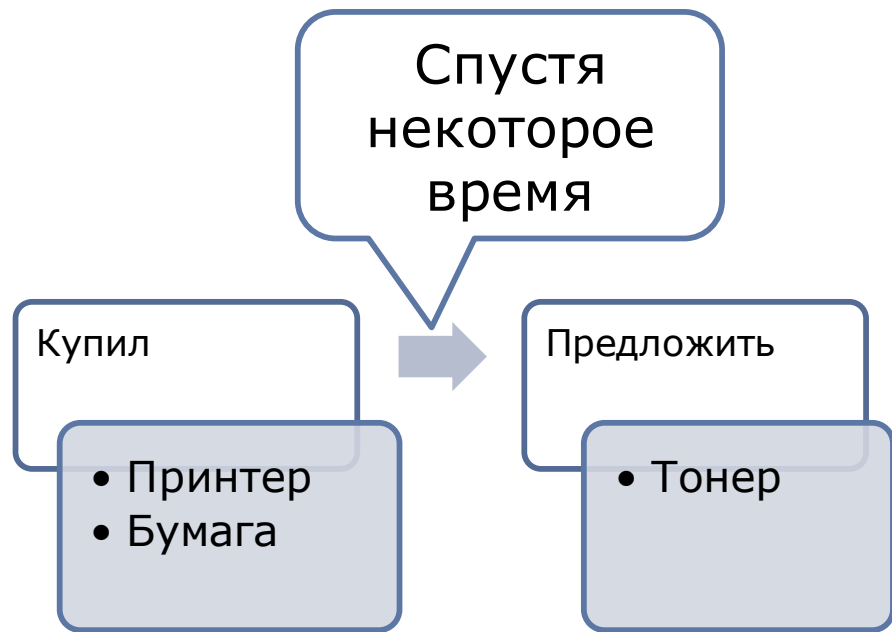 Спустя
некоторое
время
Купил
Предложить
• Принтер
• Бумага
• Тонер